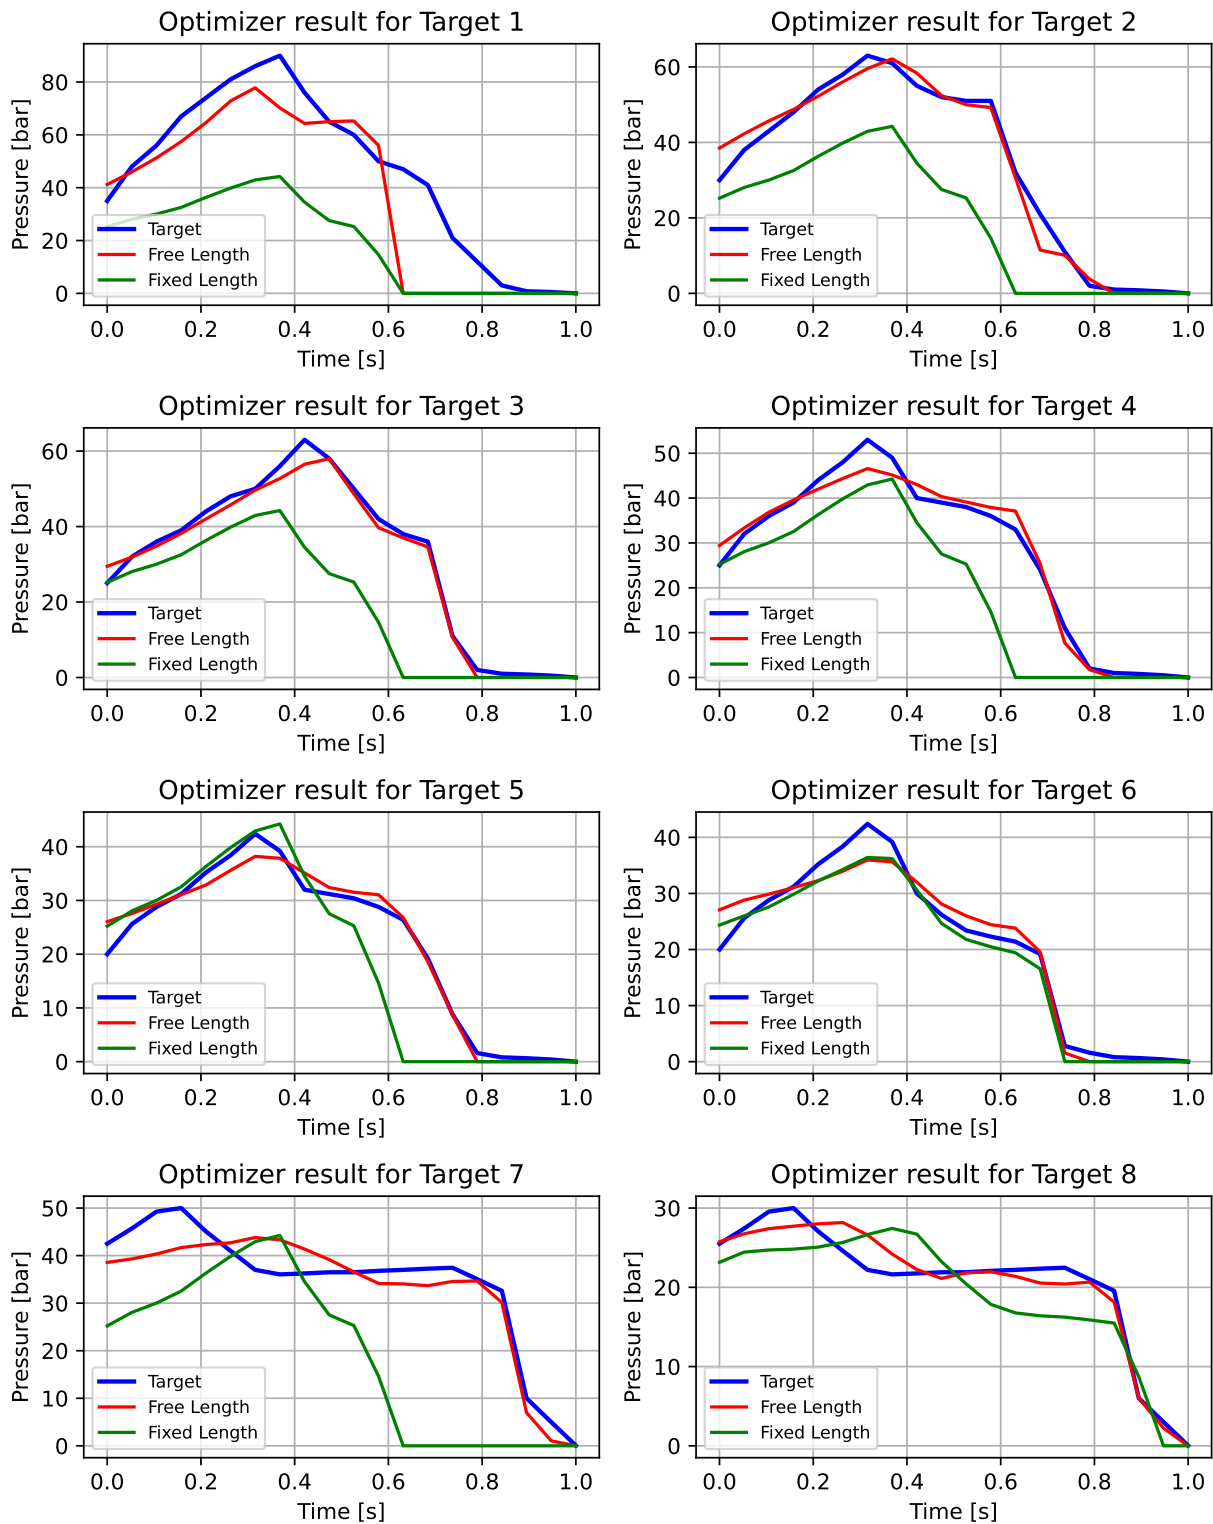 Optimizer result for Target 1
Pressure [bar]
80
60
40
20
0
Target
Free Length
Fixed Length
0.0 0.2 0.4 0.6 0.8 1.0
Time [s]
Optimizer result for Target 2
Pressure [bar]
60
40
20
0
Target
Free Length
Fixed Length
0.0 0.2 0.4 0.6 0.8 1.0
Time [s]
Optimizer result for Target 3
Pressure [bar]
60
40
20
0
Target
Free Length
Fixed Length
0.0 0.2 0.4 0.6 0.8 1.0
Time [s]
Optimizer result for Target 4
Pressure [bar]
50
40
30
20
10
0
Target
Free Length
Fixed Length
0.0 0.2 0.4 0.6 0.8 1.0
Time [s]
Optimizer result for Target 5
Pressure [bar]
40
30
20
10
0
Target
Free Length
Fixed Length
0.0 0.2 0.4 0.6 0.8 1.0
Time [s]
Optimizer result for Target 6
Pressure [bar]
40
30
20
10
0
Target
Free Length
Fixed Length
0.0 0.2 0.4 0.6 0.8 1.0
Time [s]
Optimizer result for Target 7
Pressure [bar]
50
40
30
20
10
0
Target
Free Length
Fixed Length
0.0 0.2 0.4 0.6 0.8 1.0
Time [s]
Optimizer result for Target 8
Pressure [bar]
30
20
10
0
Target
Free Length
Fixed Length
0.0 0.2 0.4 0.6 0.8 1.0
Time [s]